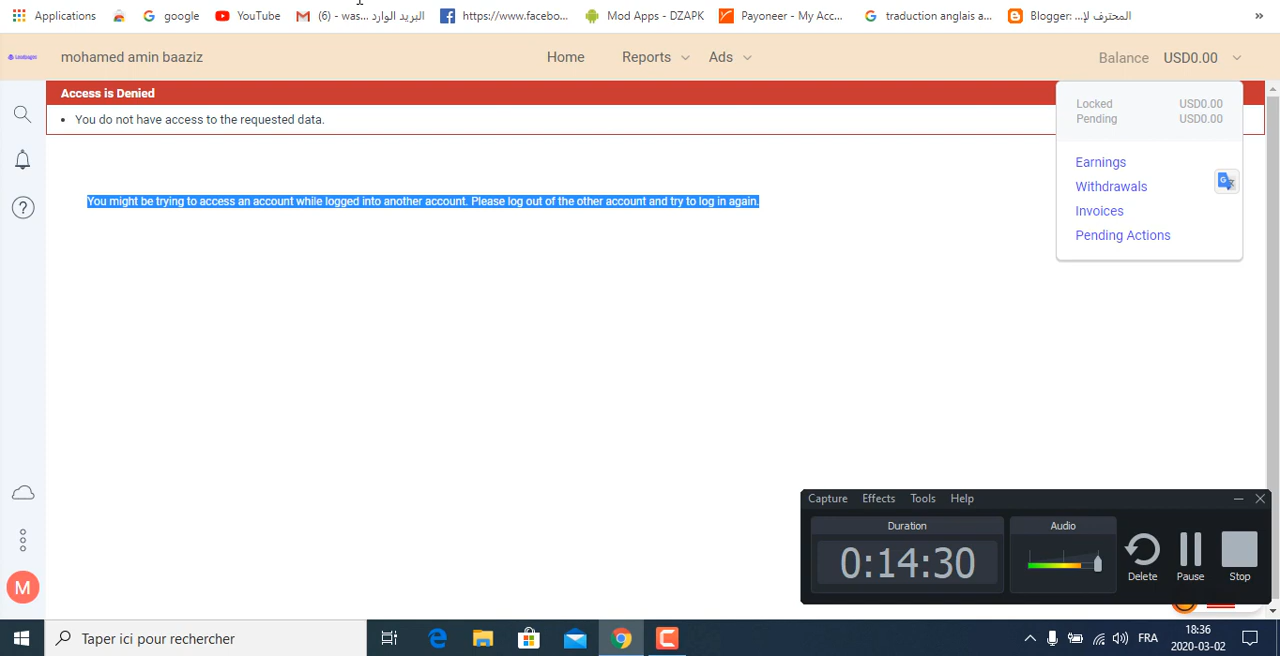 Applications google YouTube (6) - was... البريد الوارد https://www.facebo... Mod Apps - DZAPK Payoneer - My Acc... traduction anglais a... Blogger: ...المحترف لإ »
Leadpages mohamed amin baaziz Home Reports Ads Balance USD0.00
Access is Denied
• You do not have access to the requested data.
Locked USD0.00
Pending USD0.00
Earnings
Withdrawals
Invoices
Pending Actions
You might be trying to access an account while logged into another account. Please log out of the other account and try to log in again.
M
Capture Effects Tools Help
Duration Audio
0:14:30
Delete Pause Stop
Taper ici pour rechercher
FRA
18:36
2020-03-02